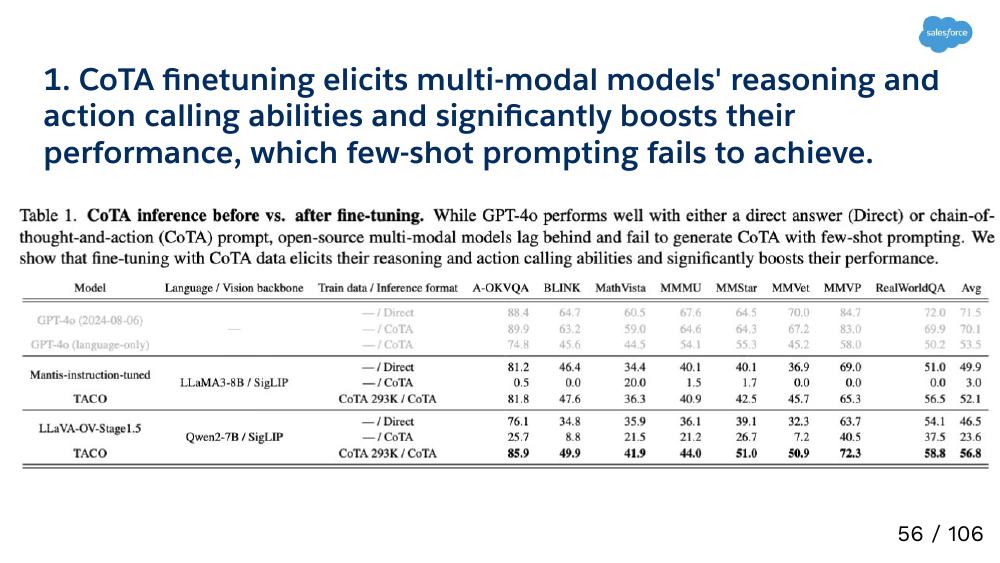 salesforce
1. CoTA finetuning elicits multi-modal models' reasoning and
action calling abilities and significantly boosts their
performance, which few-shot prompting fails to achieve.
Table 1. CoTA inference before vs. after fine-tuning. While GPT-4o performs well with either a direct answer (Direct) or chain-of-
thought-and-action (CoTA) prompt, open-source multi-modal models lag behind and fail to generate CoTA with few-shot prompting. We
show that fine-tuning with CoTA data elicits their reasoning and action calling abilities and significantly boosts their performance.
Model Language / Vision backbone Train data / Inference format A-OKVQA BLINK MathVista MMMU MMStar MMVet MMVP RealWorldQA Avg
GPT-4o (2024-08-06) — — / Direct 88.4 64.7 60.5 67.6 64.5 70.0 84.7 72.0 71.5
— / CoTA 89.9 63.2 59.0 64.6 64.3 67.2 83.0 69.9 70.1
GPT-4o (language-only) — / CoTA 74.8 45.6 44.5 54.1 55.3 45.2 58.0 50.2 53.5
Mantis-instruction-tuned LLaMA3-8B / SigLIP — / Direct 81.2 46.4 34.4 40.1 40.1 36.9 69.0 51.0 49.9
— / CoTA 0.5 0.0 20.0 1.5 1.7 0.0 0.0 0.0 3.0
TACO CoTA 293K / CoTA 81.8 47.6 36.3 40.9 42.5 45.7 65.3 56.5 52.1
LLaVA-OV-Stage1.5 Qwen2-7B / SigLIP — / Direct 76.1 34.8 35.9 36.1 39.1 32.3 63.7 54.1 46.5
— / CoTA 25.7 8.8 21.5 21.2 26.7 7.2 40.5 37.5 23.6
TACO CoTA 293K / CoTA 85.9 49.9 41.9 44.0 51.0 50.9 72.3 58.8 56.8
56 / 106